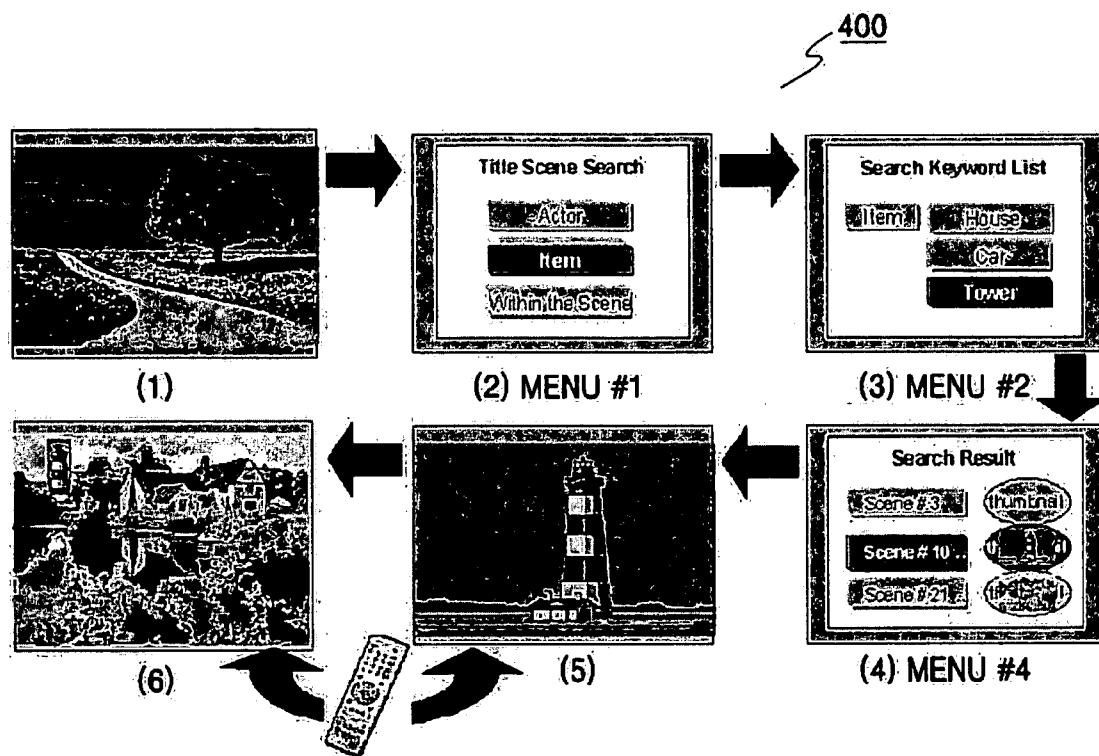 400
Title Scene Search
Actor
Item
Within the Scene
Search Keyword List
Item
House
Car
Tower
(1)
(2) MENU #1
(3) MENU #2
Search Result
Scene #3
thumbnail
Scene # 10 ..
Scene # 21 ..
(6)
(5)
(4) MENU #4